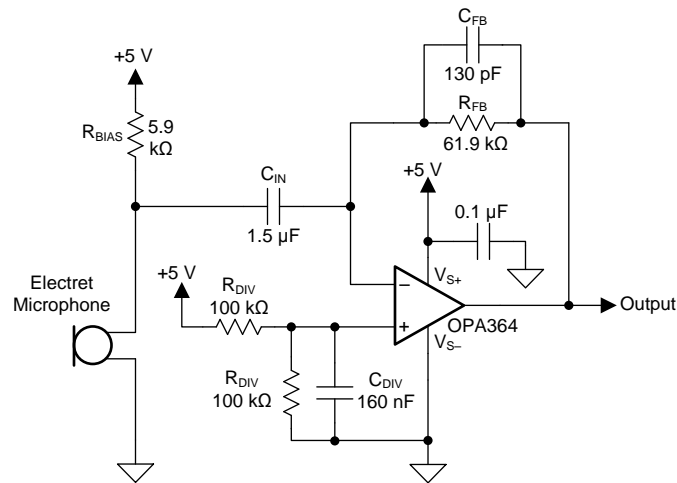 C_FB
130 pF
+5 V
R_FB
R_BIAS
5.9
kΩ
61.9 kΩ
+5 V
C_IN
0.1 µF
1.5 µF
V_S+
Electret
Microphone
+5 V
R_DIV
100 kΩ
−
+
Output
OPA364
V_S–
R_DIV
100 kΩ
C_DIV
160 nF